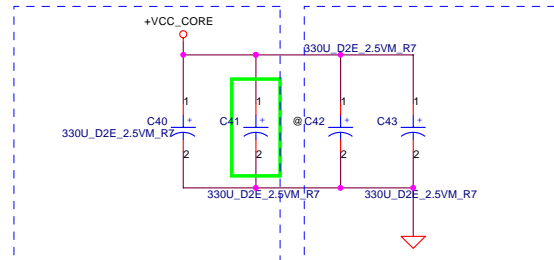 +VCC_CORE
330U_D2E_2.5VM_R7
1 1 1 1
C40 + C41 + @ C42 + C43 +
330U_D2E_2.5VM_R7
2 2 2 2
330U_D2E_2.5VM_R7 330U_D2E_2.5VM_R7